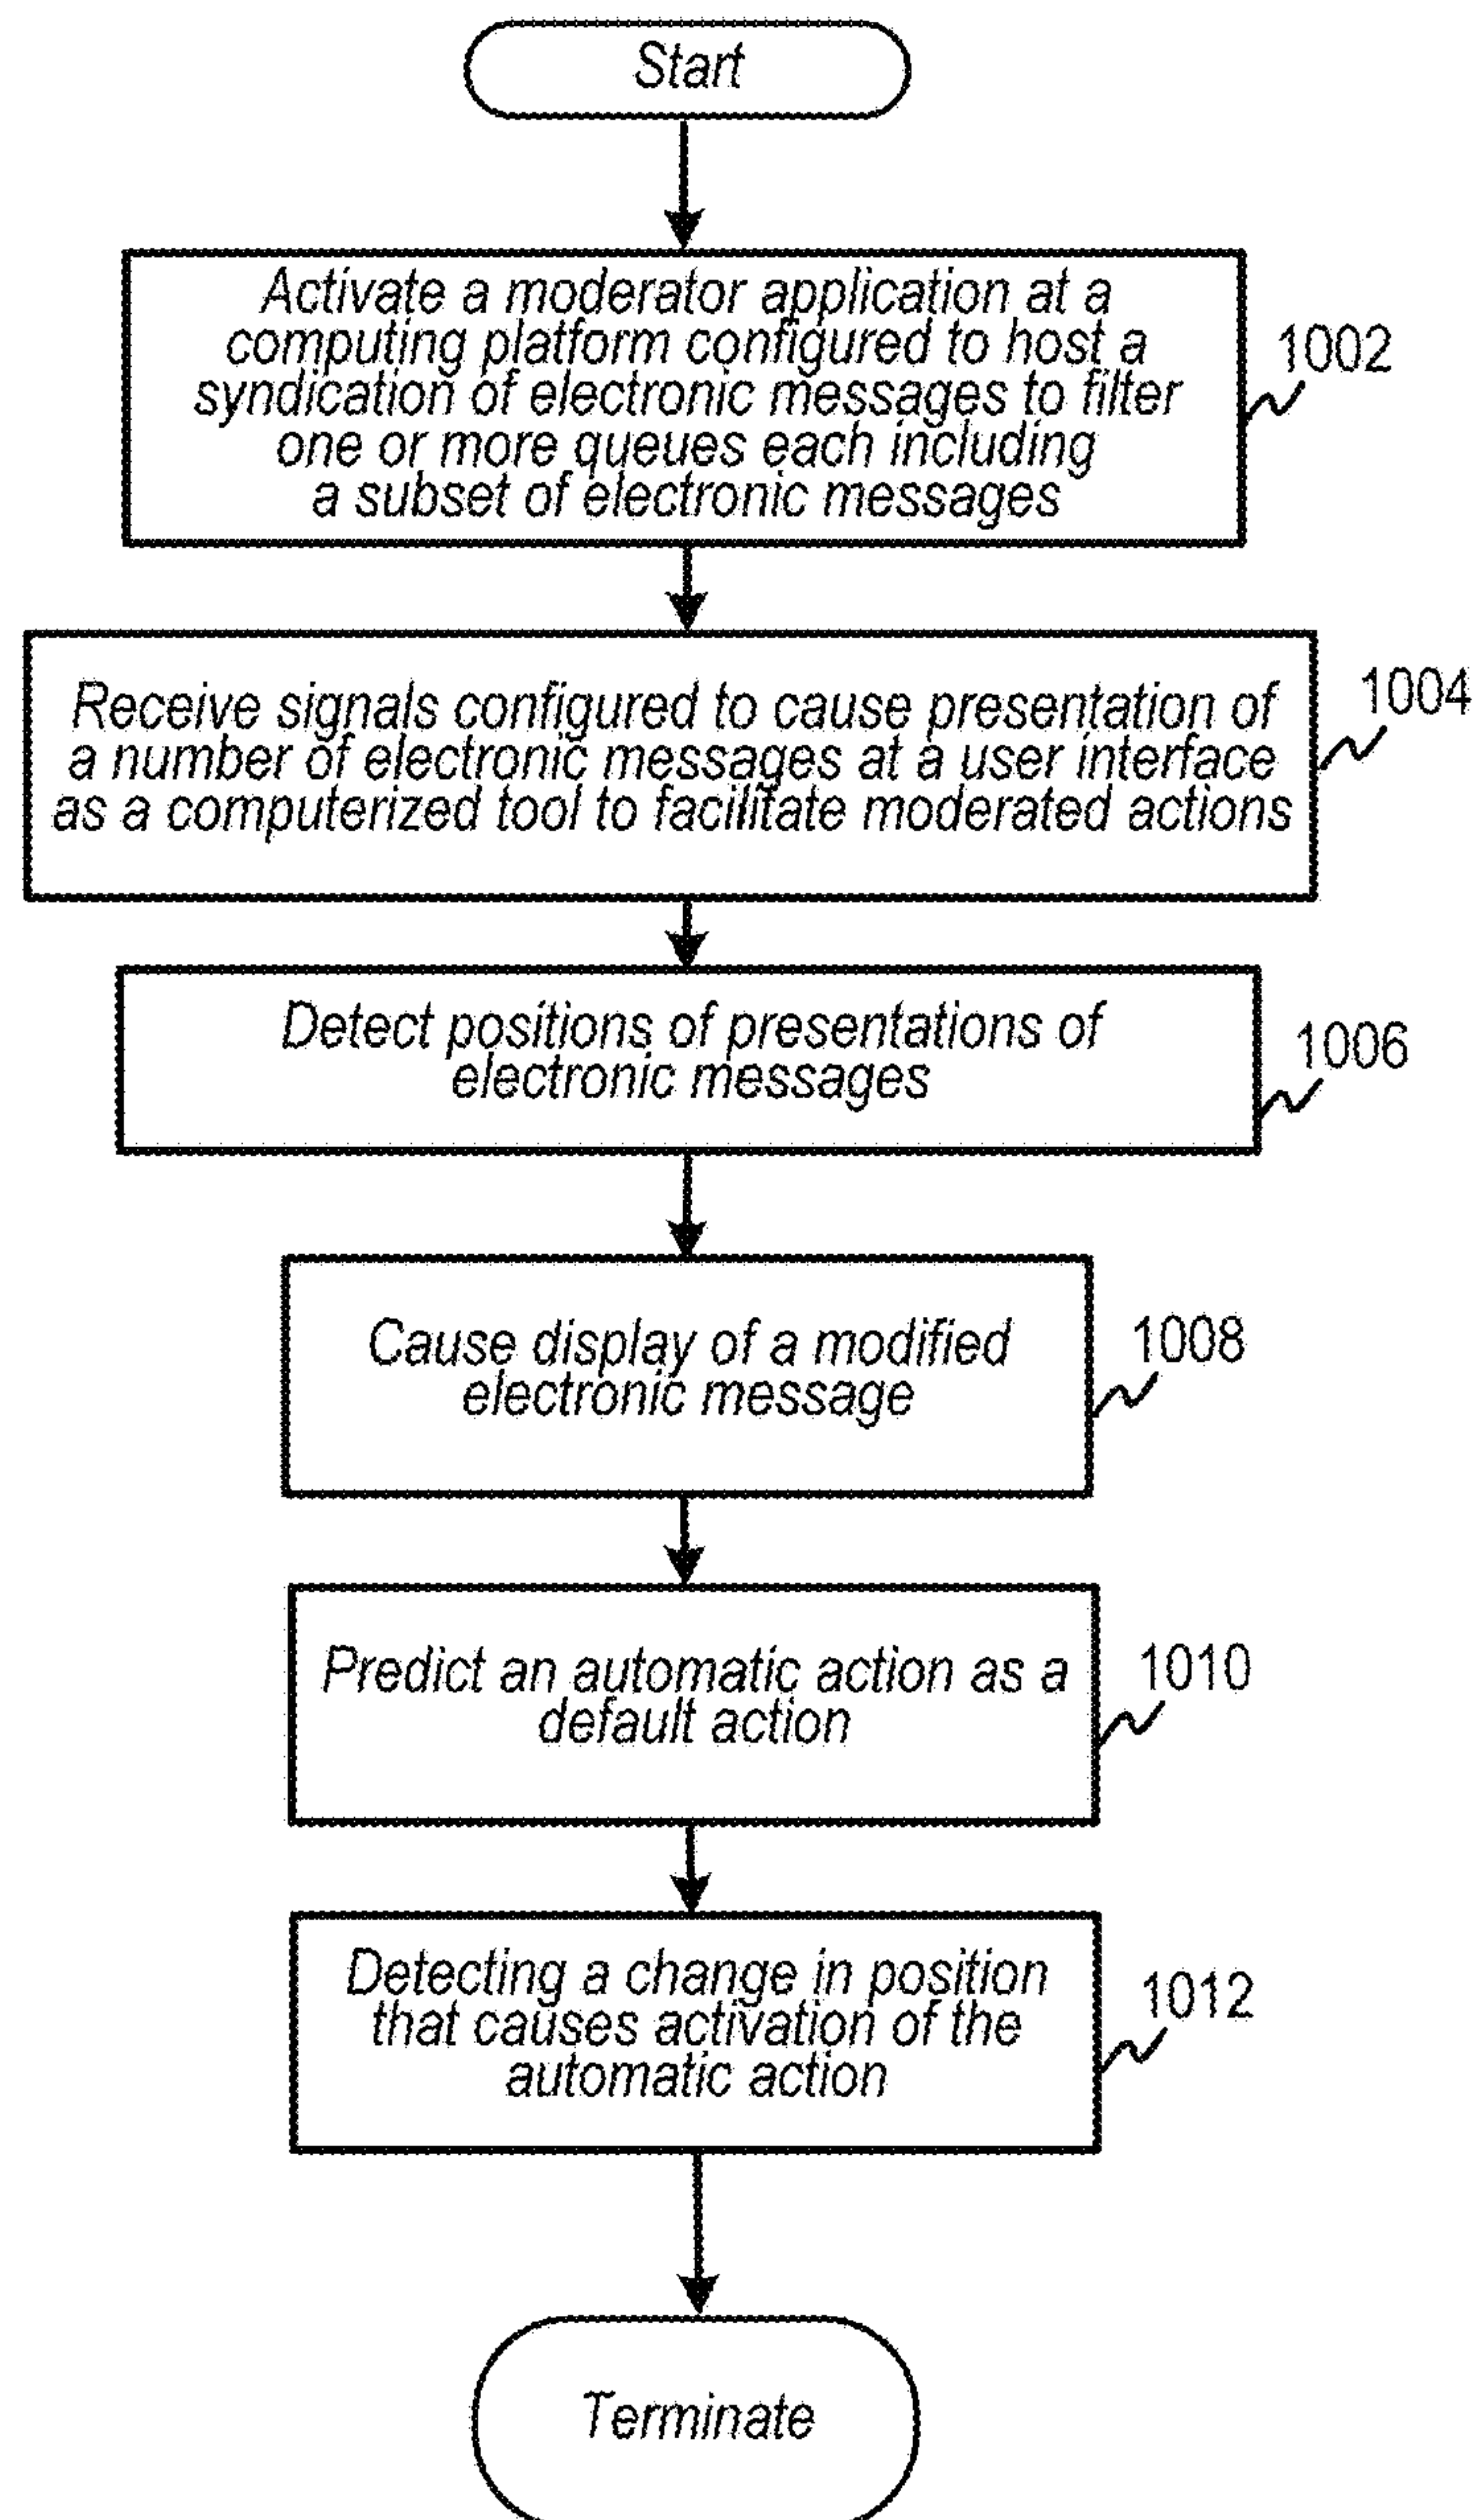 Start
Activate a moderator application at a
computing platform configured to host a
syndication of electronic messages to filter
one or more queues each including
a subset of electronic messages
1002
Receive signals configured to cause presentation of
a number of electronic messages at a user interface
as a computerized tool to facilitate moderated actions
1004
Detect positions of presentations of
electronic messages
1006
Cause display of a modified
electronic message
1008
Predict an automatic action as a
default action
1010
Detecting a change in position
that causes activation of the
automatic action
1012
Terminate